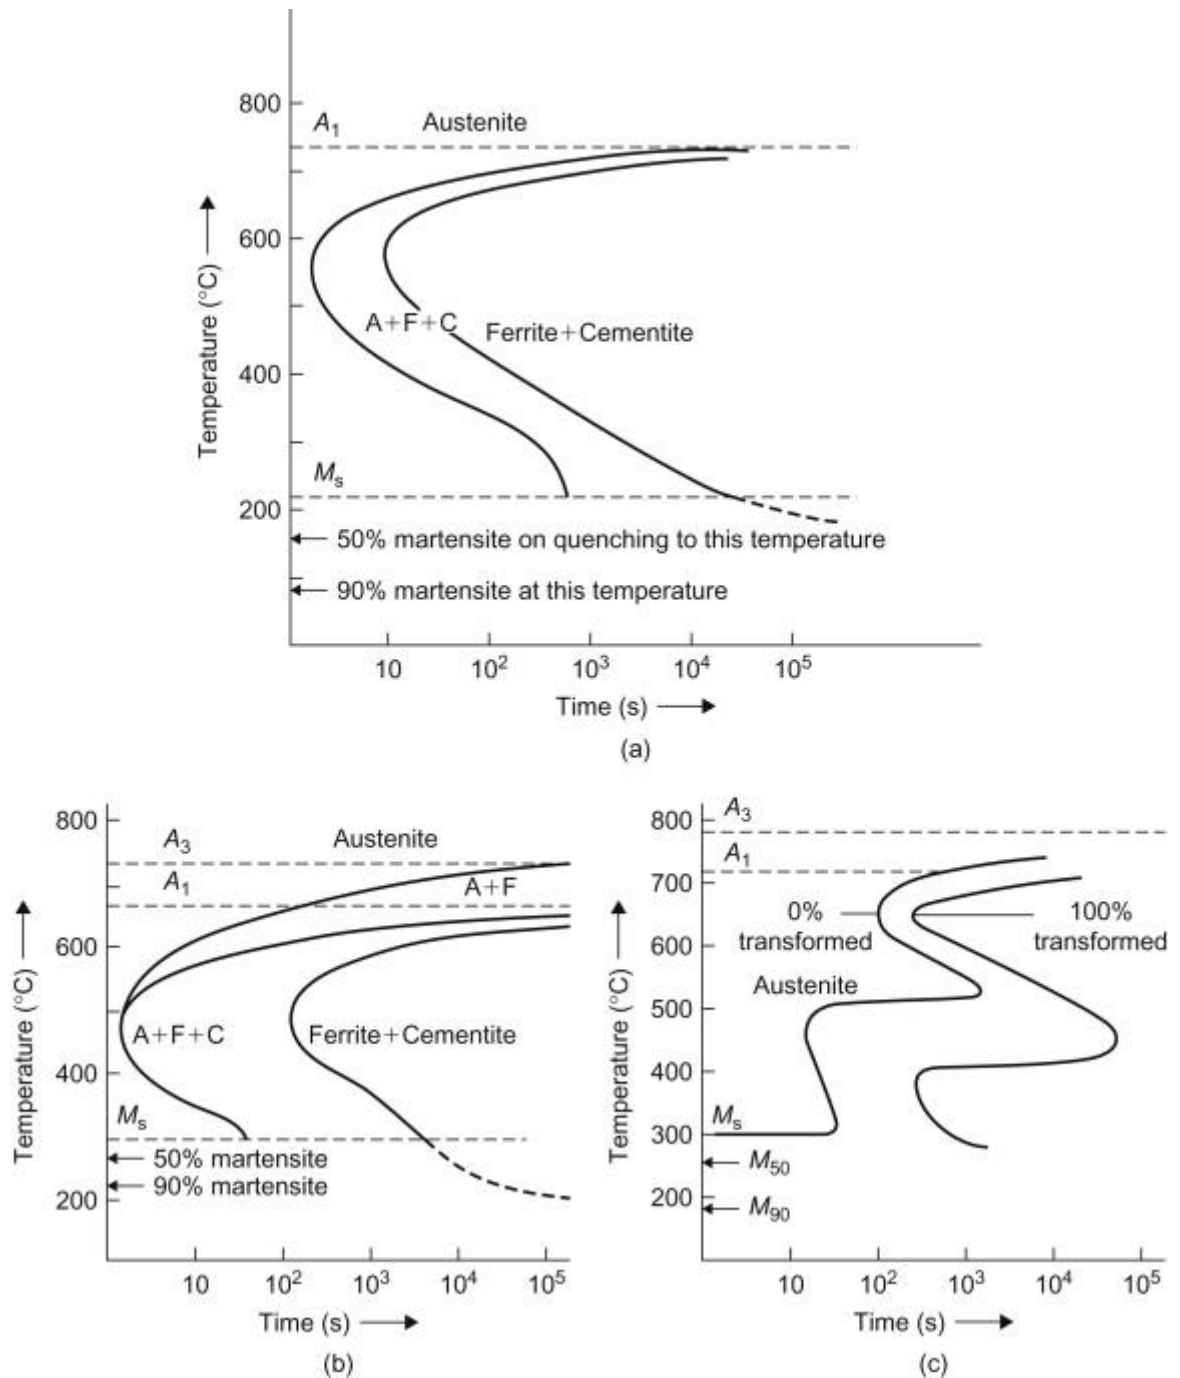 800
A₁
Austenite
600
A+F+C
Ferrite+Cementite
400
Temperature (°C)
Mₛ
200
50% martensite on quenching to this temperature
90% martensite at this temperature
10 10² 10³ 10⁴ 10⁵
Time (s)
(a)
800
A₃
Austenite
A₁
A+F
600
Temperature (°C)
A+F+C
Ferrite+Cementite
400
Mₛ
50% martensite
90% martensite
200
10 10² 10³ 10⁴ 10⁵
Time (s)
(b)
A₃
800
A₁
700
0%
transformed
100%
transformed
600
Austenite
500
Temperature (°C)
400
Mₛ
300
M₅₀
200
M₉₀
10 10² 10³ 10⁴ 10⁵
Time (s)
(c)